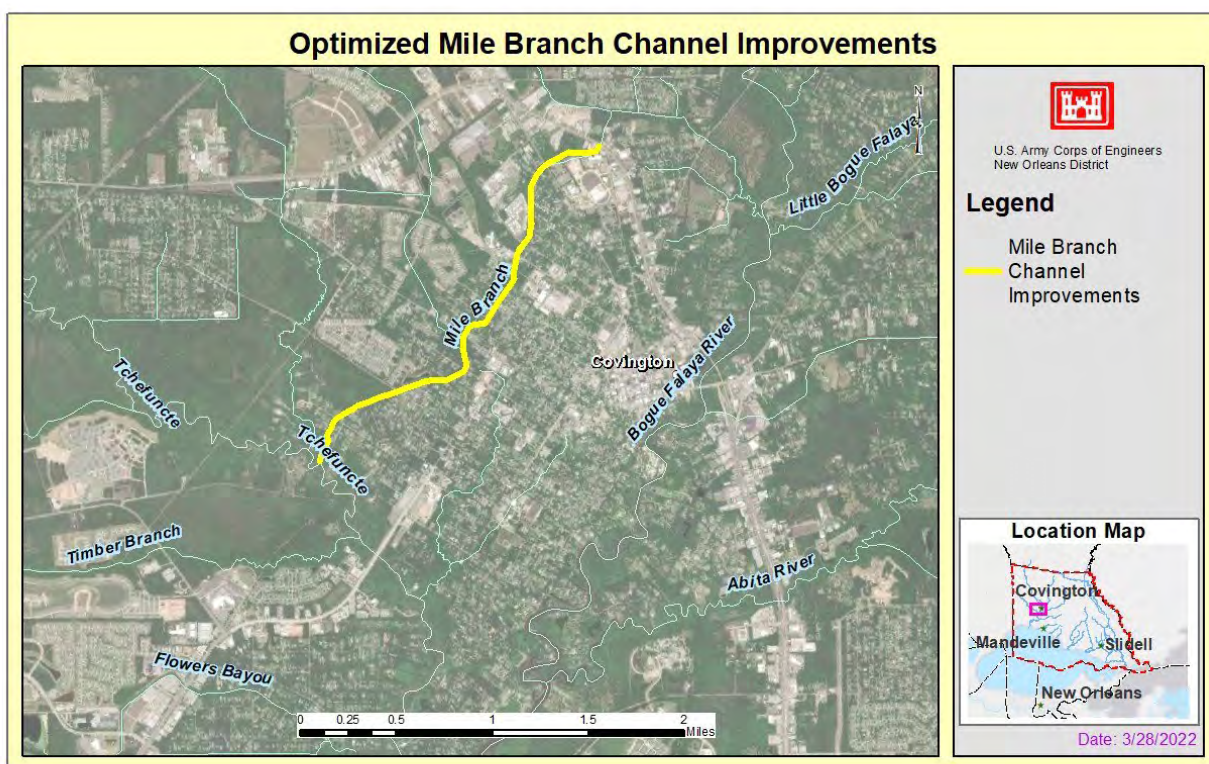 Optimized Mile Branch Channel Improvements
N
Little Bogue Falaya
Mile Branch
Covington
Bogue Falaya River
Tchefuncte
Tchefuncte
Timber Branch
Abita River
Flowers Bayou
0 0.25 0.5 1 1.5 2
Miles
U.S. Army Corps of Engineers
New Orleans District
Legend
Mile Branch
Channel
Improvements
Location Map
Covington
Mandeville
Slidell
New Orleans
Date: 3/28/2022